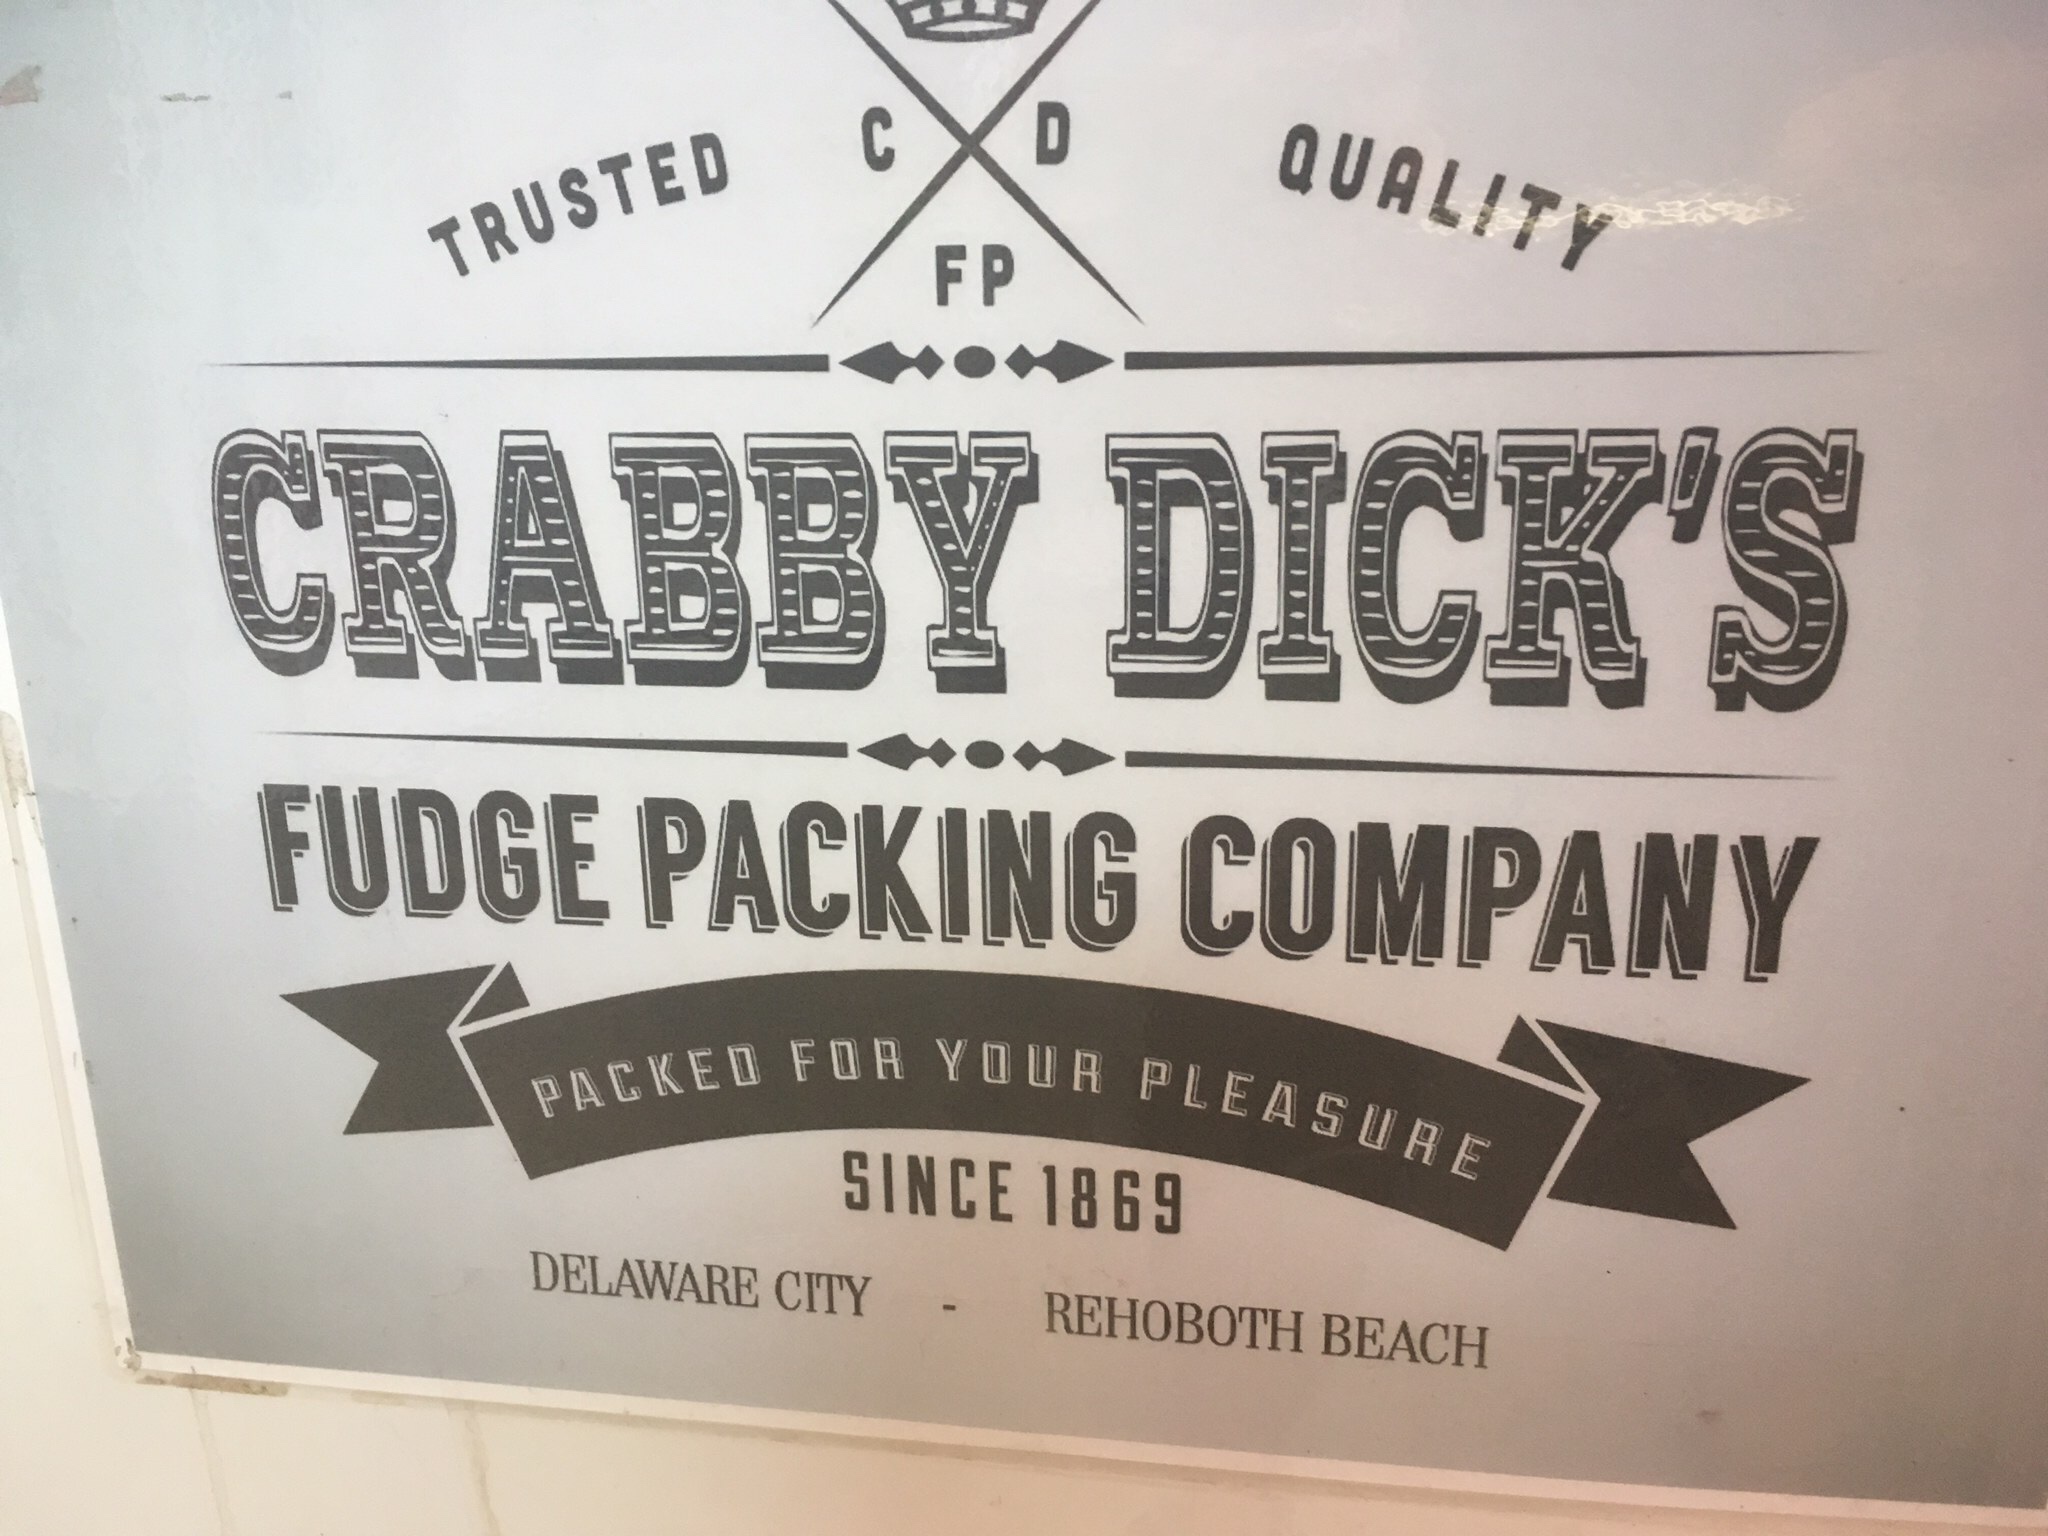 TRUSTED C D QUALITY
FP
CRABBY DICK'S
FUDGE PACKING COMPANY
PACKED FOR YOUR PLEASURE
SINCE 1869
DELAWARE CITY - REHOBOTH BEACH